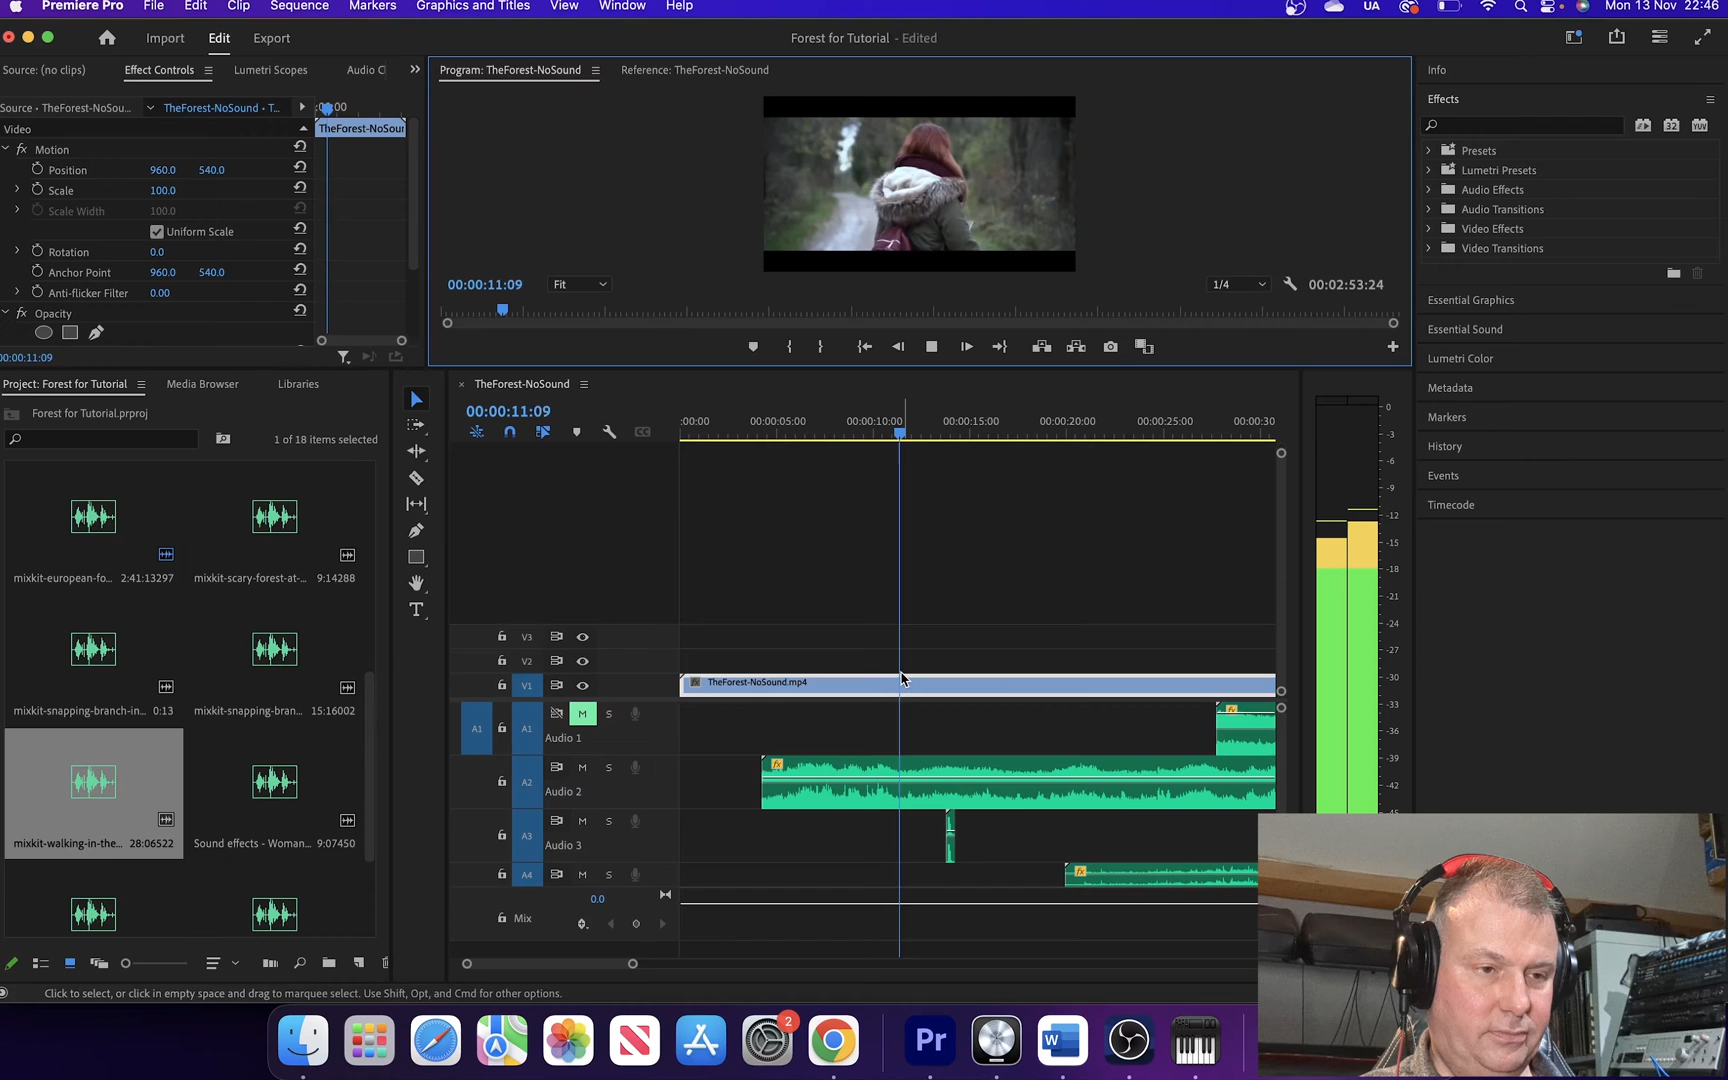 Premiere Pro File Edit Clip Sequence Markers Graphics and Titles View Window Help UA Mon 13 Nov 22:46
Import Edit Export Forest for Tutorial - Edited
Source: (no clips) Effect Controls Lumetri Scopes Audio C
Program: TheForest-NoSound Reference: TheForest-NoSound
Info
Effects
32 YUV
Presets
Lumetri Presets
Audio Effects
Audio Transitions
Video Effects
Video Transitions
Essential Graphics
Essential Sound
Lumetri Color
Metadata
Markers
History
Events
Timecode
Source • TheForest-NoSou... TheForest-NoSound • T... :00:00
Video TheForest-NoSour
fx Motion
Position 960.0 540.0
Scale 100.0
Scale Width 100.0
Uniform Scale
Rotation 0.0
Anchor Point 960.0 540.0
Anti-flicker Filter 0.00
fx Opacity
00:00:11:09
00:00:11:09 Fit 1/4 00:02:53:24
Project: Forest for Tutorial Media Browser Libraries
Forest for Tutorial.prproj
1 of 18 items selected
mixkit-european-fo... 2:41:13297 mixkit-scary-forest-at-... 9:14288
mixkit-snapping-branch-in... 0:13 mixkit-snapping-bran... 15:16002
mixkit-walking-in-the... 28:06522 Sound effects - Woman... 9:07450
T
TheForest-NoSound
00:00:11:09
:00:00 00:00:05:00 00:00:10:00 00:00:15:00 00:00:20:00 00:00:25:00 00:00:30
V3
V2
V1 fx TheForest-NoSound.mp4
A1 A1 M S fx
Audio 1
A2 M S fx
Audio 2
A3 M S
Audio 3
A4 M S fx
0.0
Mix
0
-3
-6
-9
-12
-15
-18
-21
-24
-27
-30
-33
-36
-39
-42
-45
Click to select, or click in empty space and drag to marquee select. Use Shift, Opt, and Cmd for other options.
2
Pr
W